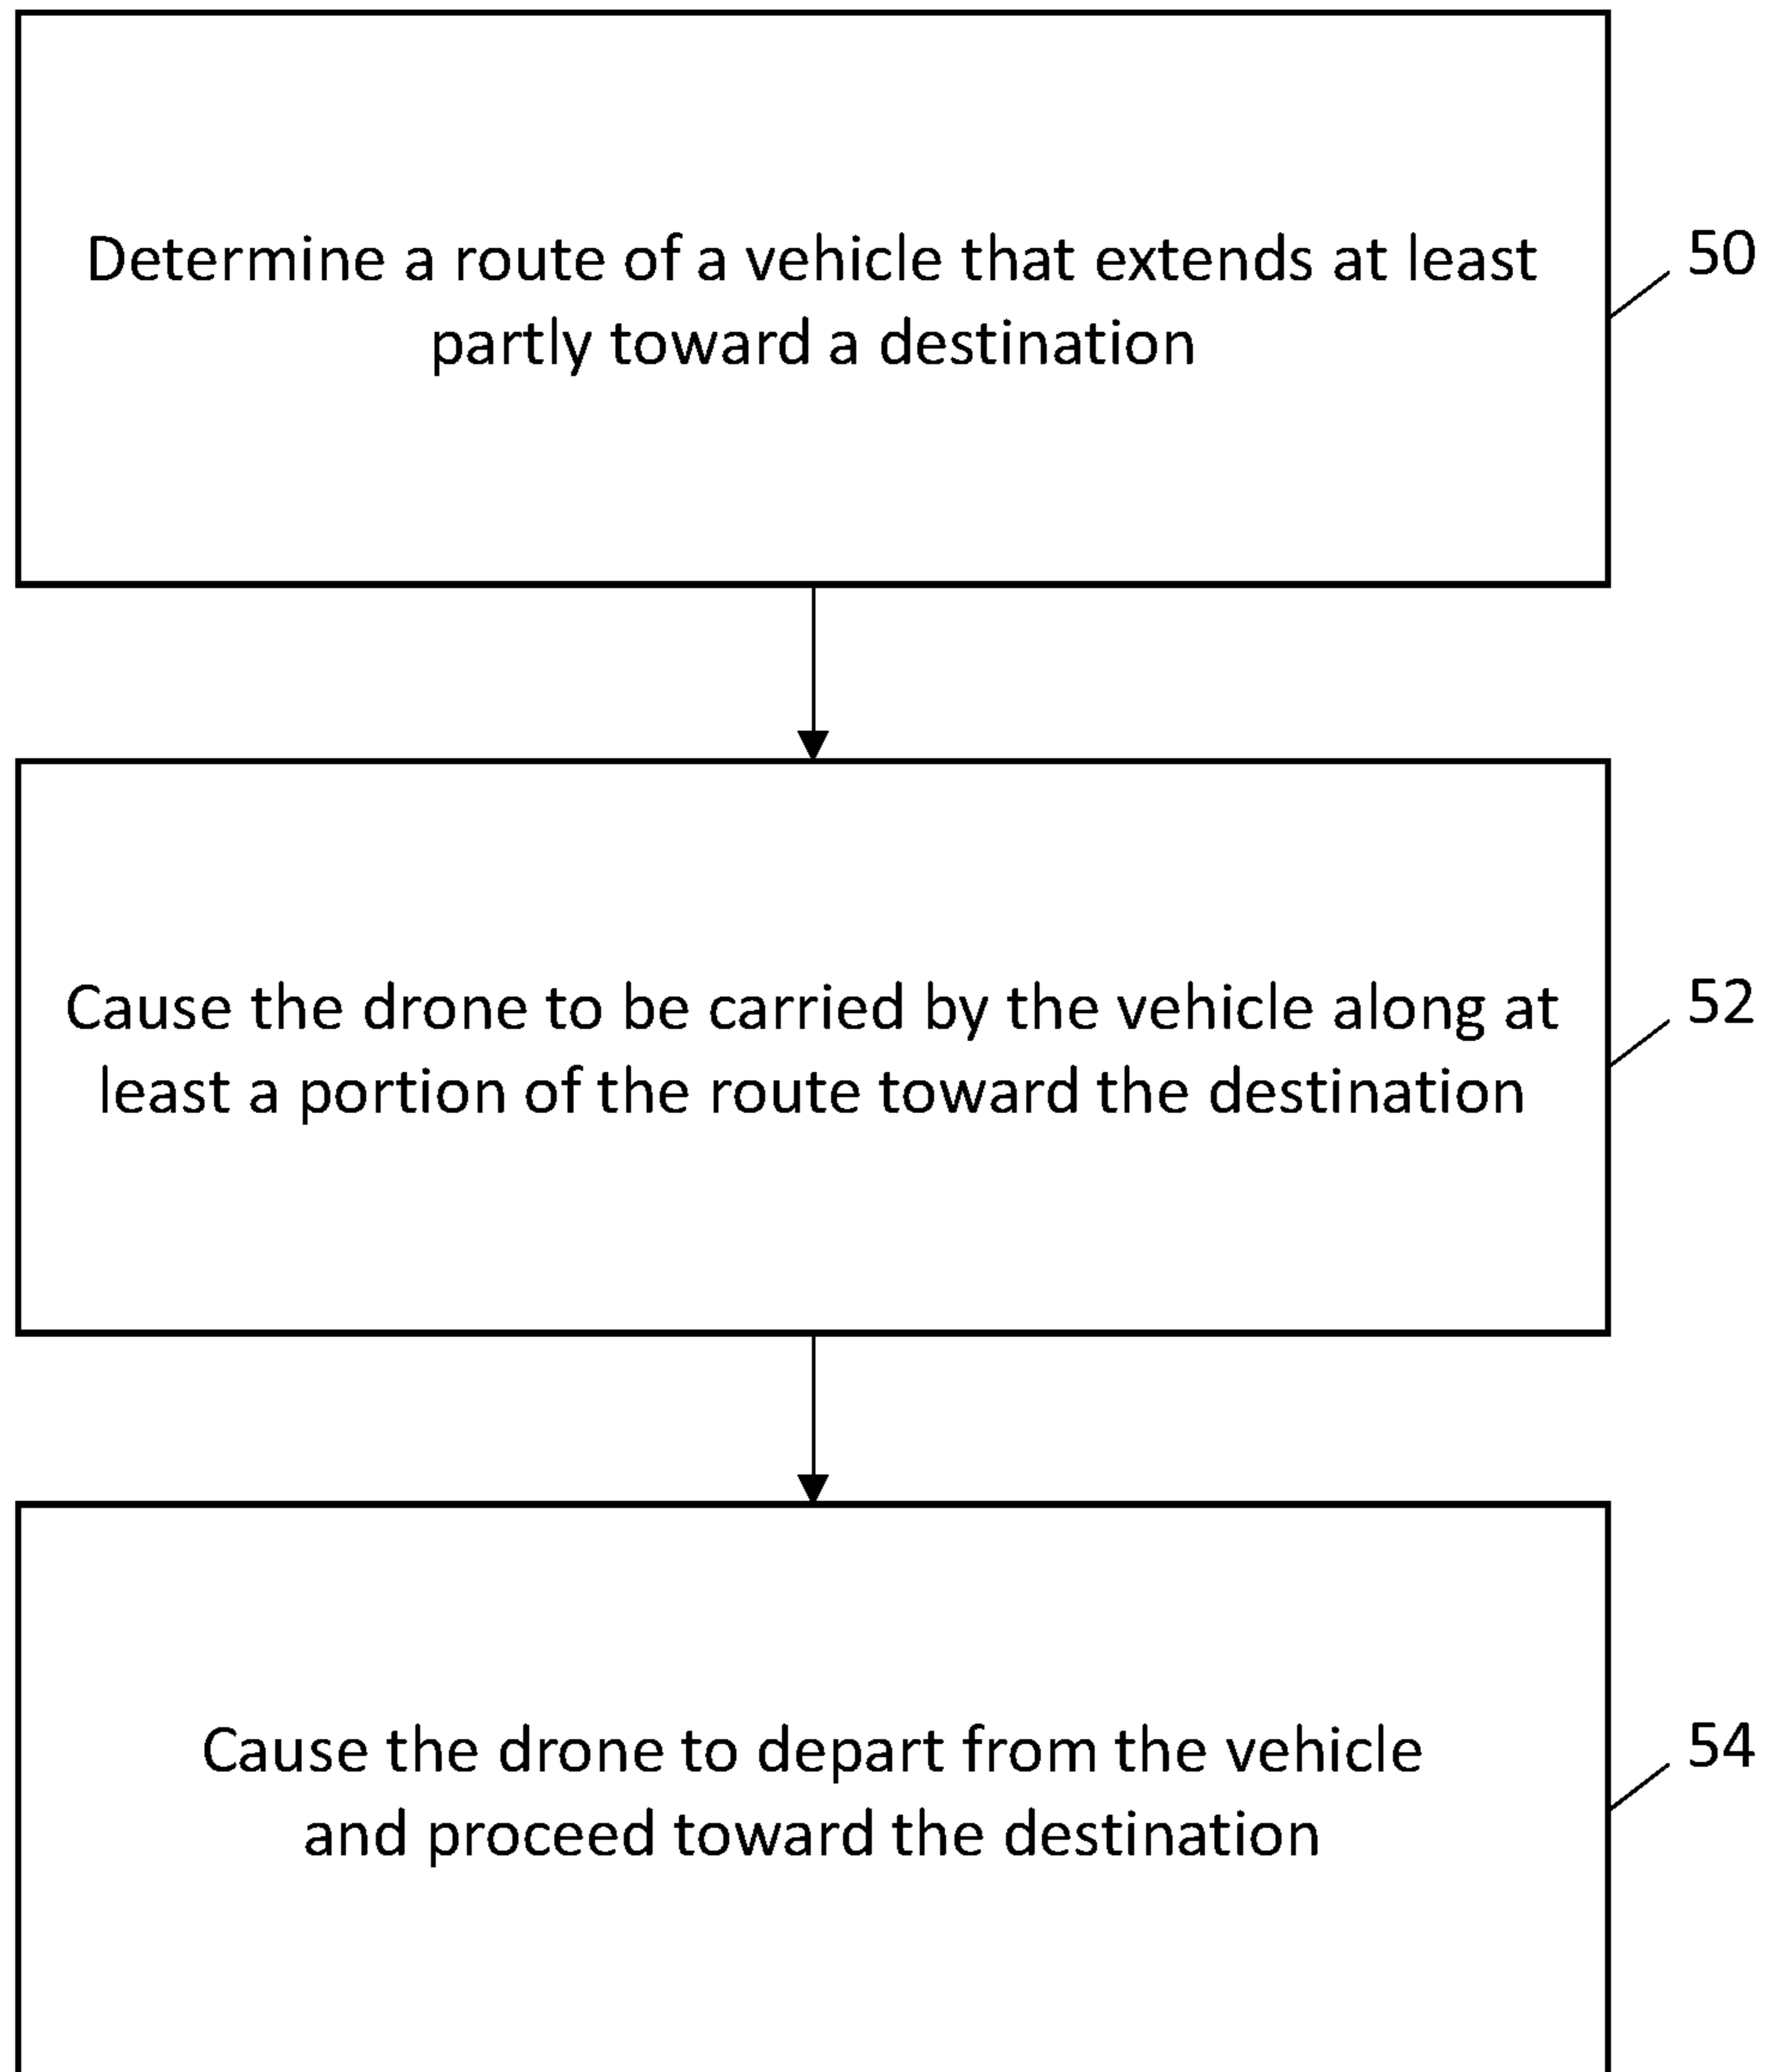 Determine a route of a vehicle that extends at least
partly toward a destination
50
Cause the drone to be carried by the vehicle along at
least a portion of the route toward the destination
52
Cause the drone to depart from the vehicle
and proceed toward the destination
54